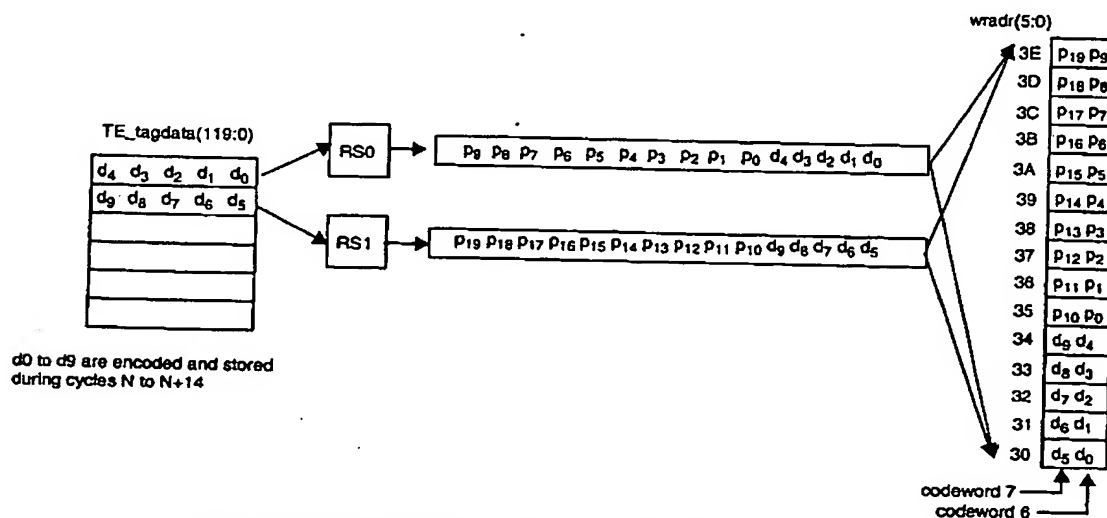 wradr(5:0)
3E p19 p9
3D p18 p8
3C p17 p7
3B p16 p6
3A p15 p5
39 p14 p4
38 p13 p3
37 p12 p2
36 p11 p1
35 p10 p0
34 d9 d4
33 d8 d3
32 d7 d2
31 d6 d1
30 d5 d0
codeword 7
codeword 6
TE_tagdata(119:0)
d4 d3 d2 d1 d0
d9 d8 d7 d6 d5
RS0
RS1
p9 p8 p7 p6 p5 p4 p3 p2 p1 p0 d4 d3 d2 d1 d0
p19 p18 p17 p16 p15 p14 p13 p12 p11 p10 d9 d8 d7 d6 d5
d0 to d9 are encoded and stored
during cycles N to N+14